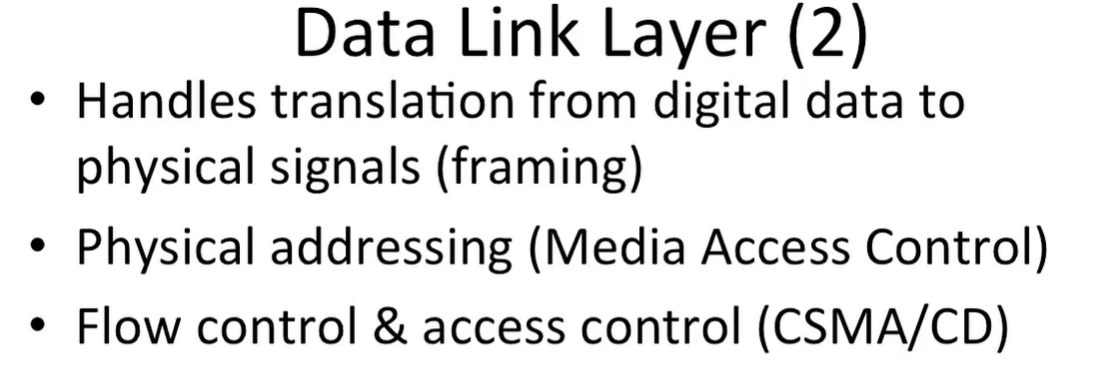 Data Link Layer (2)
• Handles translation from digital data to
physical signals (framing)
• Physical addressing (Media Access Control)
• Flow control & access control (CSMA/CD)